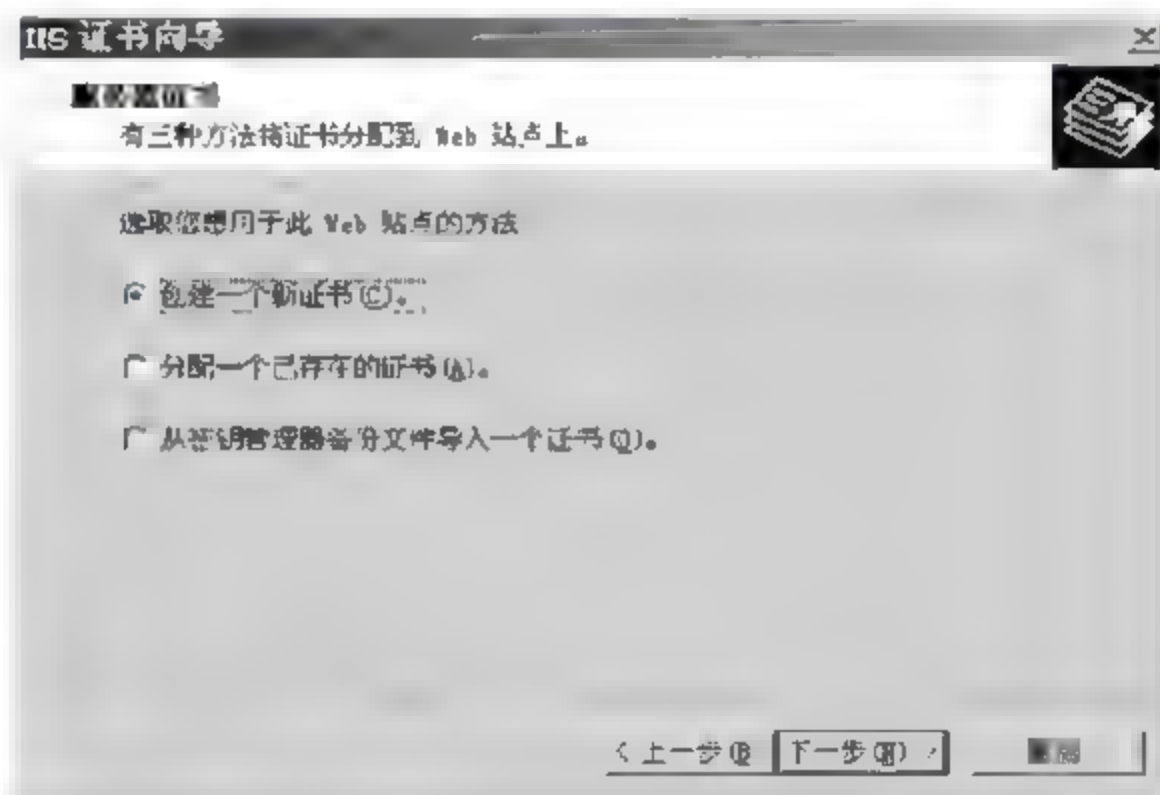 IIS 证书向导
有三种方法将证书分配到 Web 站点上。
选取您想用于此 Web 站点的方法
创建一个新证书(C)。
分配一个已存在的证书(A)。
从密钥管理器备份文件导入一个证书(I)。
< 上一步(B
下一步(N) >